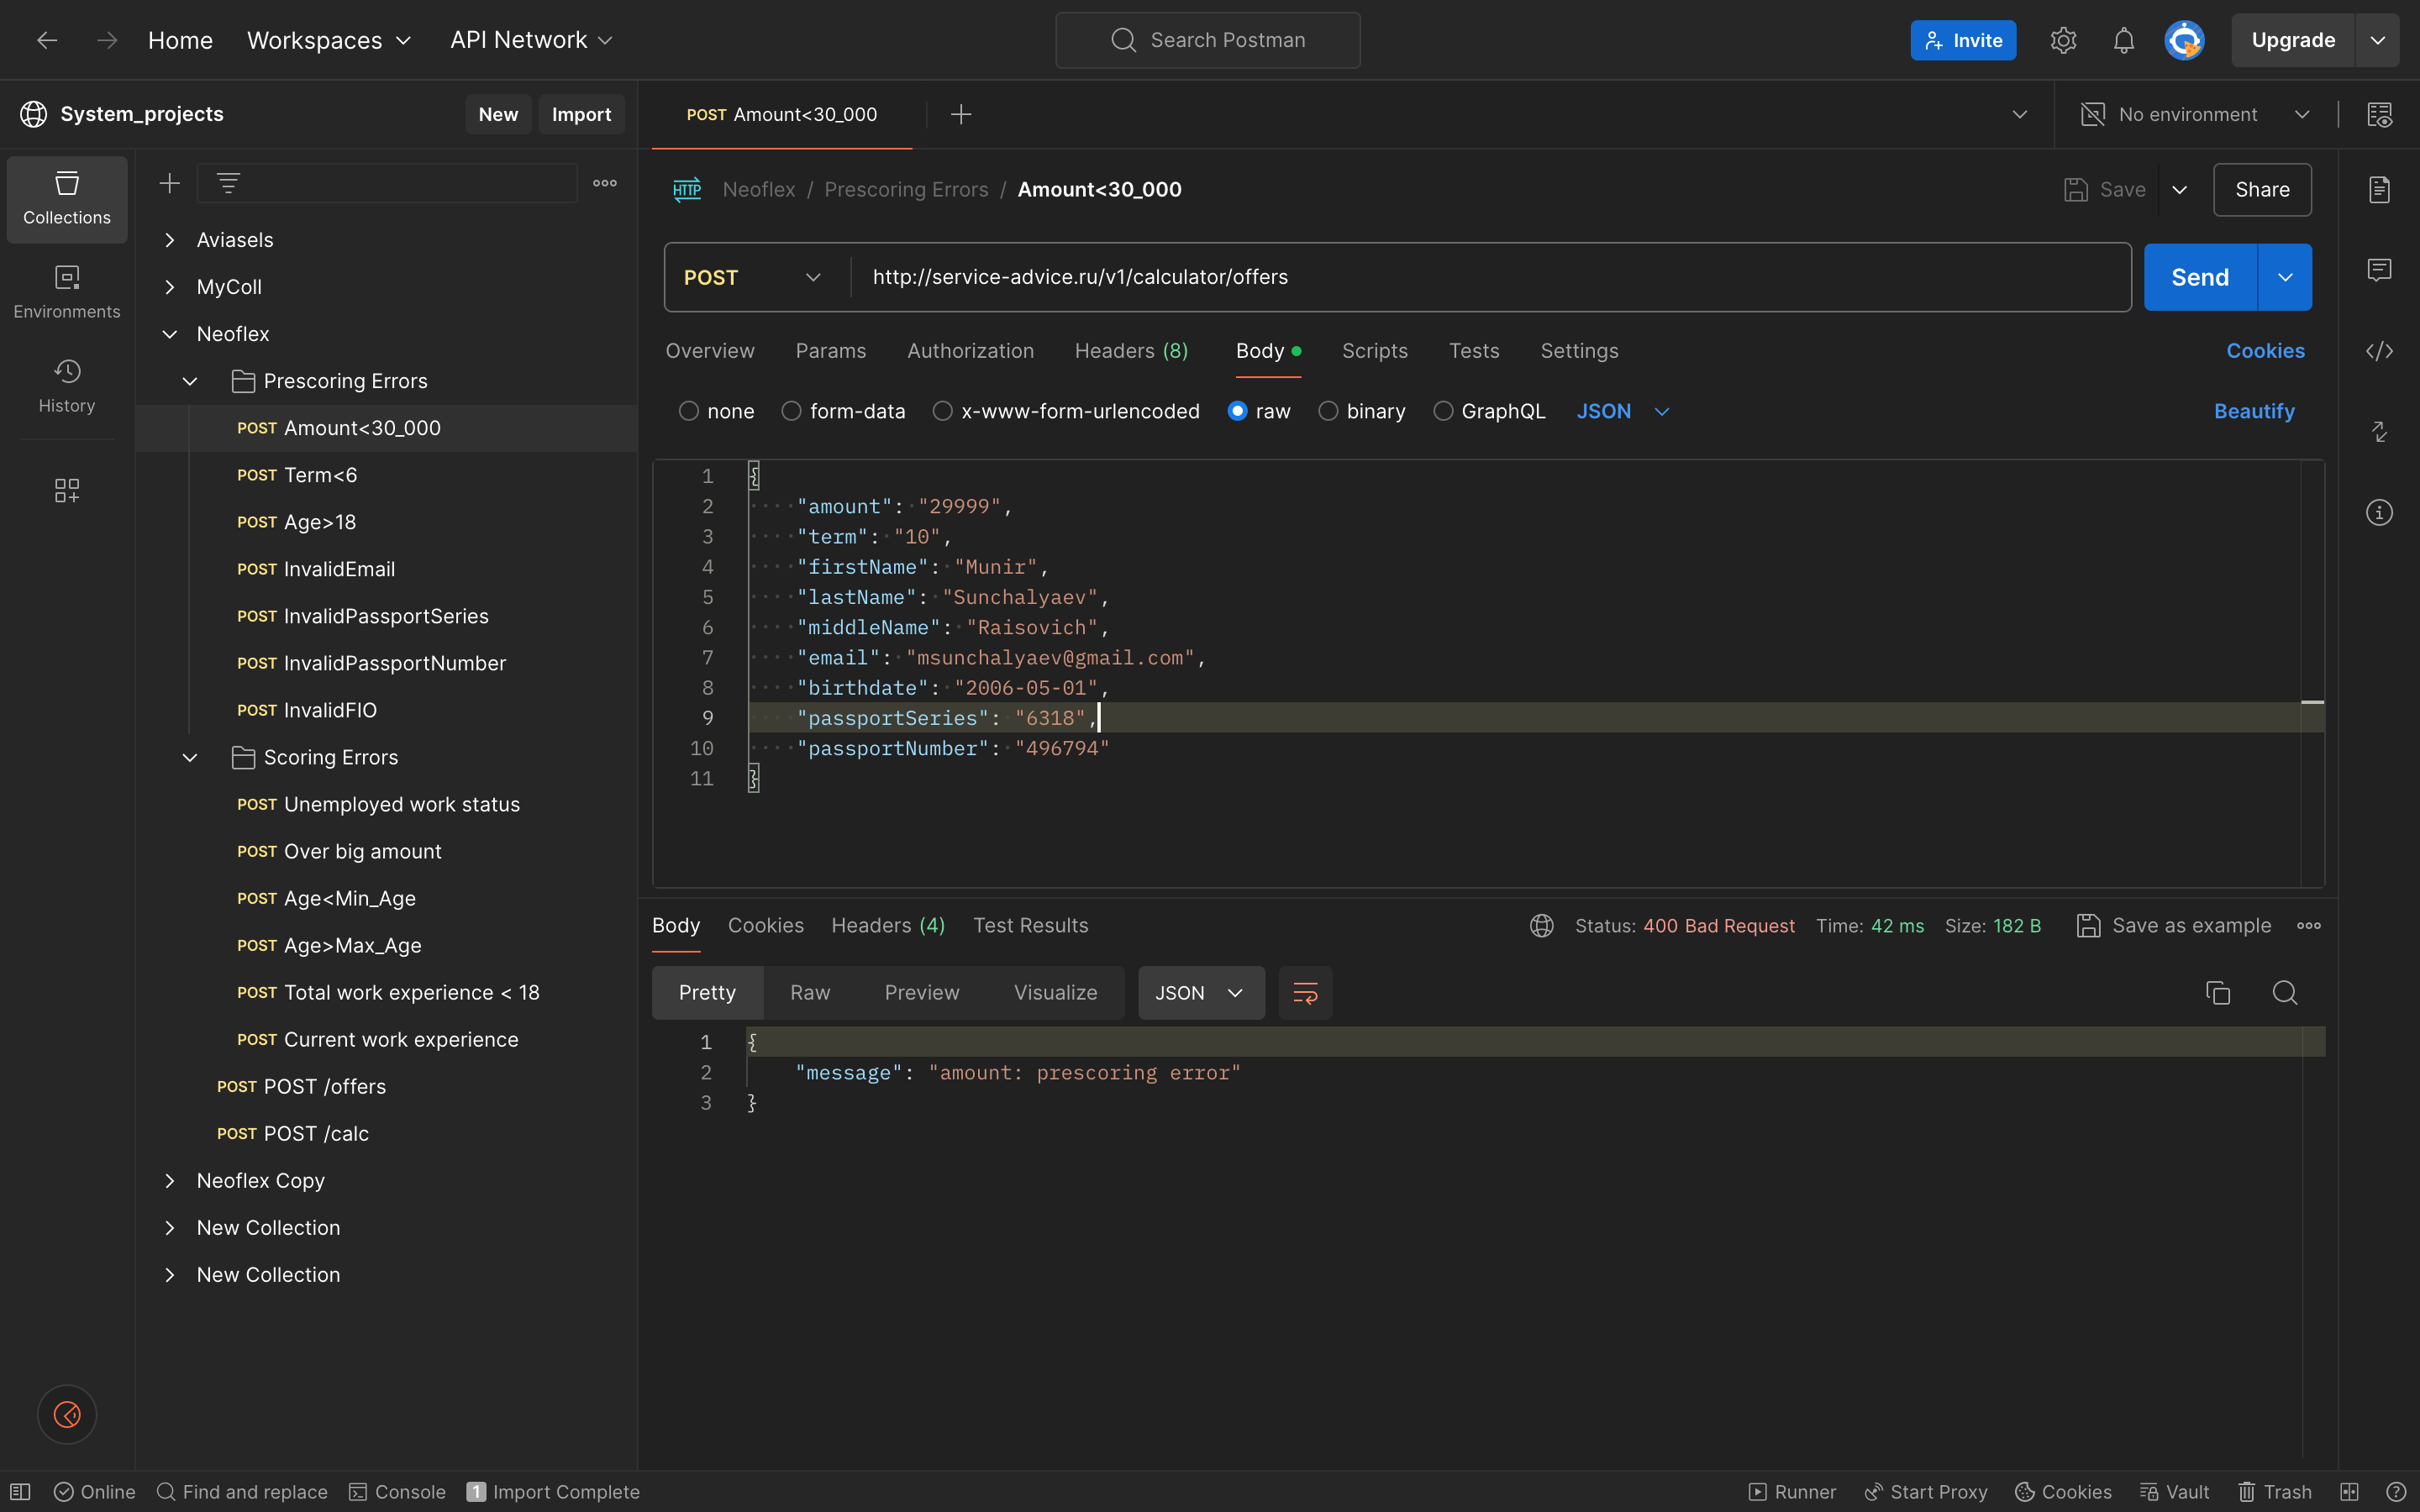 Home Workspaces API Network Search Postman Invite Upgrade
System_projects New Import POST Amount<30_000 No environment
Collections
Environments
History
Aviasels
MyColl
Neoflex
Prescoring Errors
POST Amount<30_000
POST Term<6
POST Age>18
POST InvalidEmail
POST InvalidPassportSeries
POST InvalidPassportNumber
POST InvalidFIO
Scoring Errors
POST Unemployed work status
POST Over big amount
POST Age<Min_Age
POST Age>Max_Age
POST Total work experience < 18
POST Current work experience
POST POST /offers
POST POST /calc
Neoflex Copy
New Collection
New Collection
HTTP Neoflex / Prescoring Errors / Amount<30_000 Save Share
POST http://service-advice.ru/v1/calculator/offers Send
Overview Params Authorization Headers (8) Body Scripts Tests Settings Cookies
none form-data x-www-form-urlencoded raw binary GraphQL JSON Beautify
1 {
2 "amount": "29999",
3 "term": "10",
4 "firstName": "Munir",
5 "lastName": "Sunchalyaev",
6 "middleName": "Raisovich",
7 "email": "msunchalyaev@gmail.com",
8 "birthdate": "2006-05-01",
9 "passportSeries": "6318",
10 "passportNumber": "496794"
11 }
Body Cookies Headers (4) Test Results Status: 400 Bad Request Time: 42 ms Size: 182 B Save as example
Pretty Raw Preview Visualize JSON
1 {
2 "message": "amount: prescoring error"
3 }
Online Find and replace Console 1 Import Complete Runner Start Proxy Cookies Vault Trash